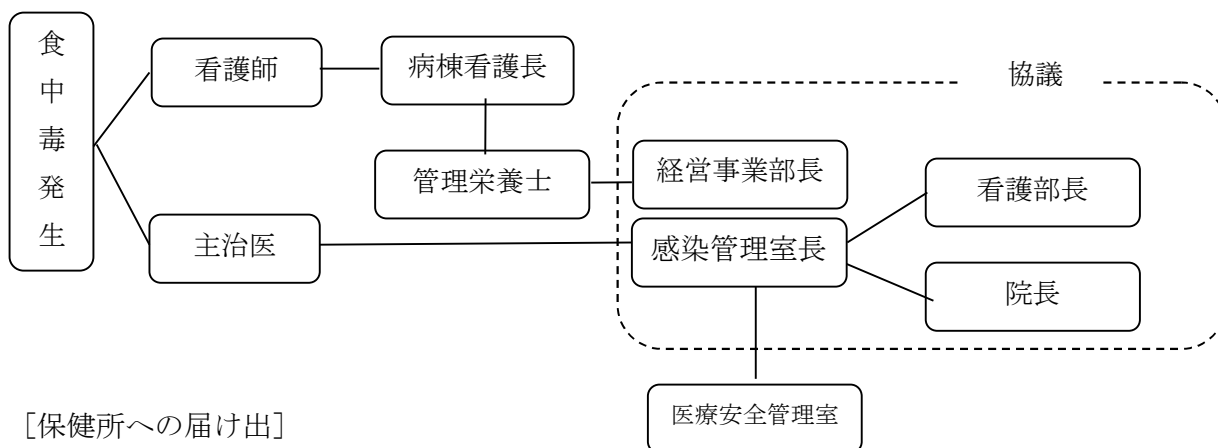 食中毒発生
看護師
病棟看護長
協議
管理栄養士
経営事業部長
看護部長
主治医
感染管理室長
院長
医療安全管理室
[保健所への届け出]